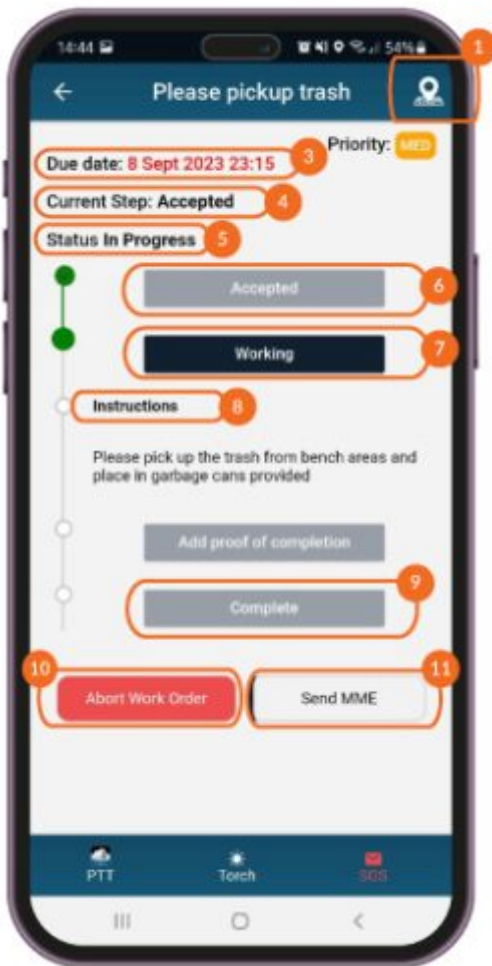 14:44 54%
1
Please pickup trash
Priority: MED
Due date: 8 Sept 2023 23:15 3
Current Step: Accepted 4
Status In Progress 5
Accepted 6
Working 7
Instructions 8
Please pick up the trash from bench areas and
place in garbage cans provided
Add proof of completion
9
Complete
10 11
Abort Work Order Send MME
PTT Torch SOS